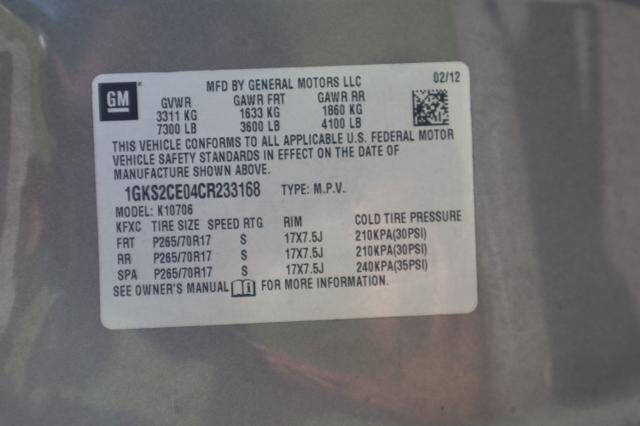 MFD BY GENERAL MOTORS LLC 02/12
GM
GVWR GAWR FRT GAWR RR
3311 KG 1633 KG 1860 KG
7300 LB 3600 LB 4100 LB
THIS VEHICLE CONFORMS TO ALL APPLICABLE U.S. FEDERAL MOTOR
VEHICLE SAFETY STANDARDS IN EFFECT ON THE DATE OF
MANUFACTURE SHOWN ABOVE.
1GKS2CE04CR233168 TYPE: M.P.V.
MODEL: K10706
KFXC TIRE SIZE SPEED RTG RIM COLD TIRE PRESSURE
FRT P265/70R17 S 17X7.5J 210KPA(30PSI)
RR P265/70R17 S 17X7.5J 210KPA(30PSI)
SPA P265/70R17 S 17X7.5J 240KPA(35PSI)
SEE OWNER'S MANUAL i FOR MORE INFORMATION.